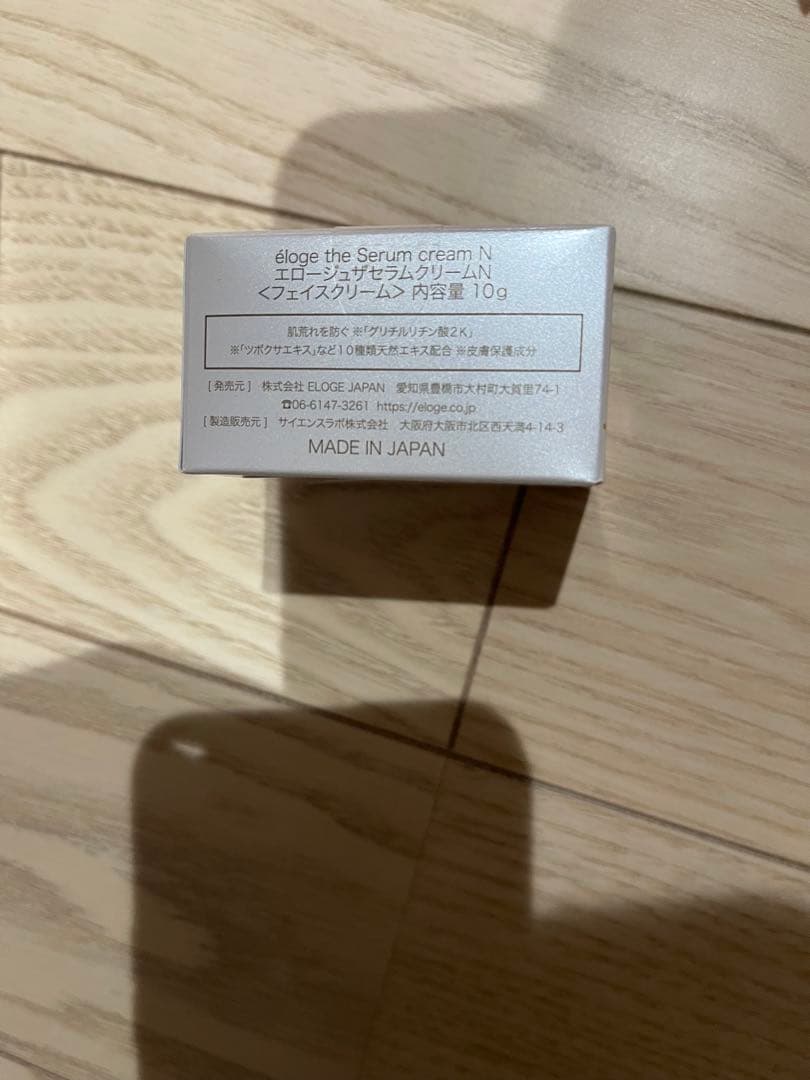 éloge the Serum cream N
エロージュザセラムクリームN
＜フェイスクリーム＞ 内容量 10g
肌荒れを防ぐ ※「グリチルリチン酸2K」
※「ツボクサエキス」など10種類天然エキス配合 ※皮膚保護成分
[ 発売元 ] 株式会社 ELOGE JAPAN 愛知県豊橋市大村町大賀里74-1
☎06-6147-3261 https://eloge.co.jp
[ 製造販売元 ] サイエンスラボ株式会社 大阪府大阪市北区西天満4-14-3
MADE IN JAPAN